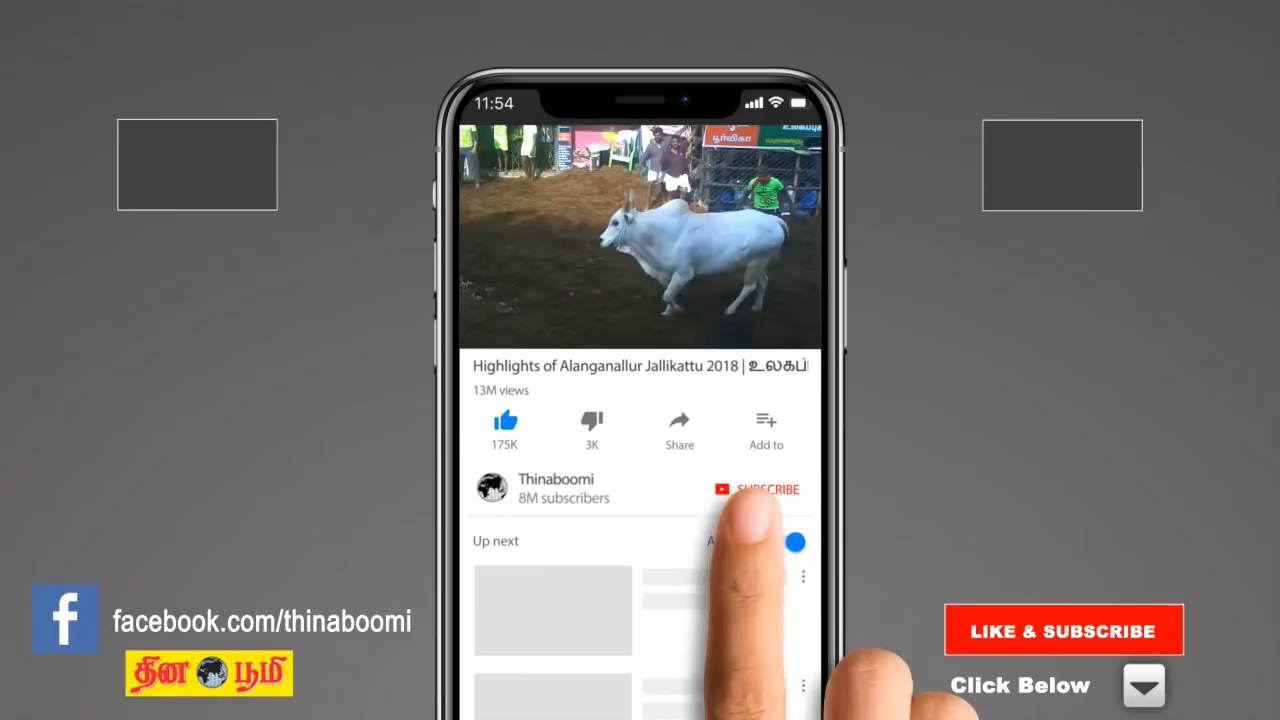 11:54
பூர்விகா
Highlights of Alanganallur Jallikattu 2018 | உலகப்
13M views
175K
3K
Share
Add to
Thinaboomi
8M subscribers
SUBSCRIBE
Up next
facebook.com/thinaboomi
தின பூமி
LIKE & SUBSCRIBE
Click Below